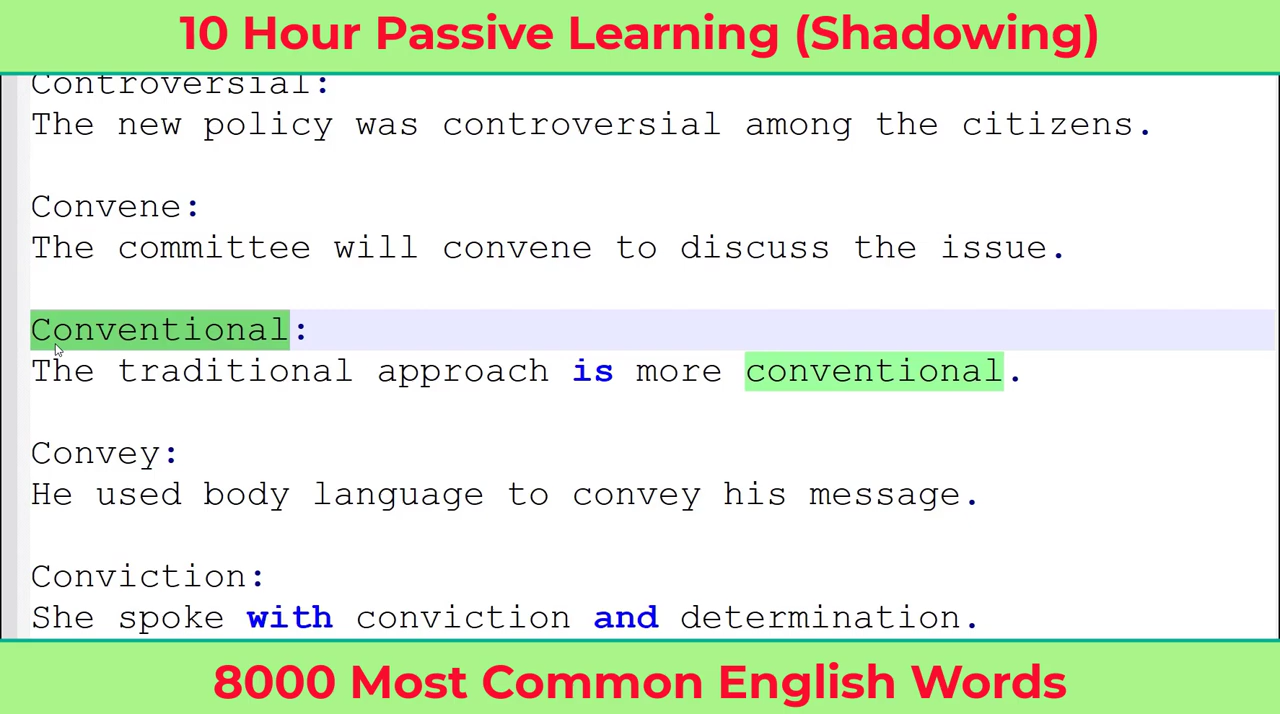 10 Hour Passive Learning (Shadowing)
Controversial:
The new policy was controversial among the citizens.
Convene:
The committee will convene to discuss the issue.
Conventional:
The traditional approach is more conventional.
Convey:
He used body language to convey his message.
Conviction:
She spoke with conviction and determination.
8000 Most Common English Words